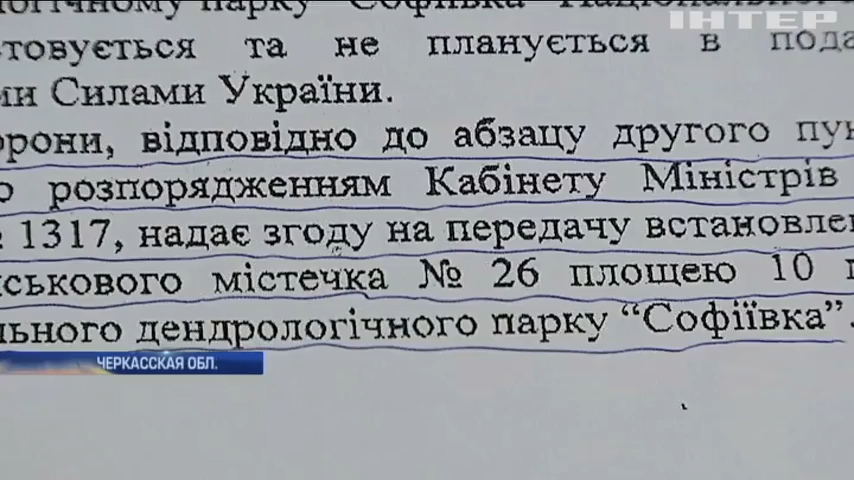 логічному парку "Софіївка" Національно
ІНТЕР
стовується та не планується в пода
ми Силами України.
орони, відповідно до абзацу другого пун
о розпорядженням Кабінету Міністрів
1317, надає згоду на передачу встановле
йськового містечка № 26 площею 10 г
льного дендрологічного парку "Софіївка".
ЧЕРКАССКАЯ ОБЛ.